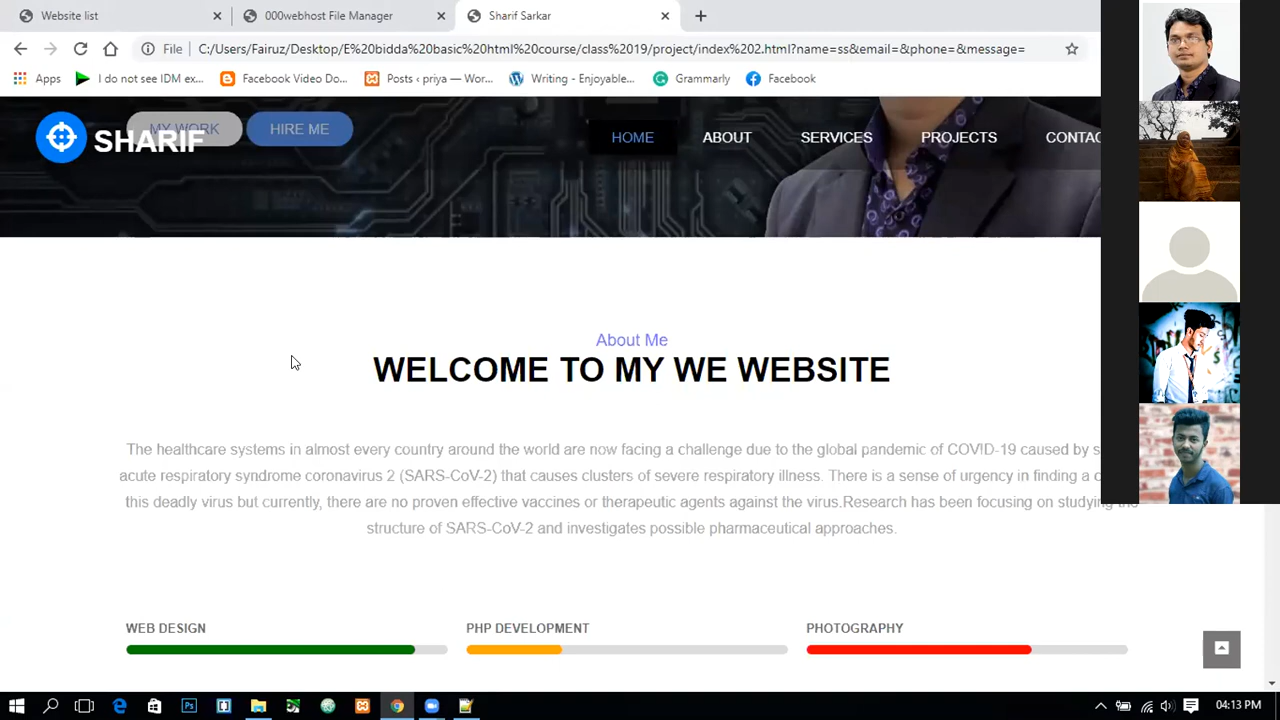 Website list
000webhost File Manager
Sharif Sarkar
File
C:/Users/Fairuz/Desktop/E%20bidda%20basic%20html%20course/class%2019/project/index%202.html?name=ss&email=&phone=&message=
Apps
I do not see IDM ex...
Facebook Video Do...
Posts ‹ priya — Wor...
Writing - Enjoyable...
Grammarly
Facebook
SHARIF
MY WORK
HIRE ME
HOME
ABOUT
SERVICES
PROJECTS
CONTAC
About Me
WELCOME TO MY WE WEBSITE
The healthcare systems in almost every country around the world are now facing a challenge due to the global pandemic of COVID-19 caused by s
acute respiratory syndrome coronavirus 2(SARS-CoV-2) that causes clusters of severe respiratory illness. There is a sense of urgency in finding a c
this deadly virus but currently, there are no proven effective vaccines or therapeutic agents against the virus.Research has been focusing on studying the
structure of SARS-CoV-2 and investigates possible pharmaceutical approaches.
WEB DESIGN
PHP DEVELOPMENT
PHOTOGRAPHY
04:13 PM